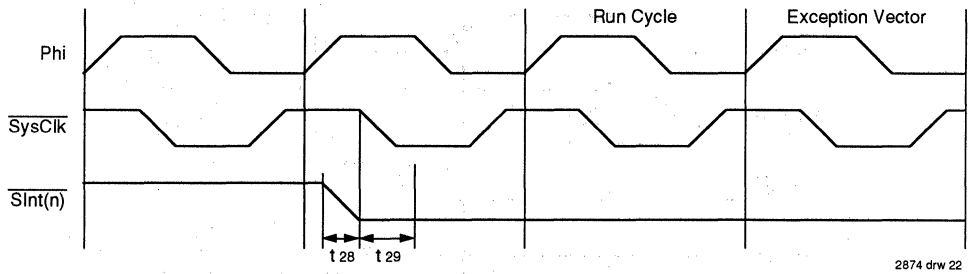 Run Cycle
Exception Vector
Phi
SysClk
SInt(n)
t 28
t 29
2874 drw 22